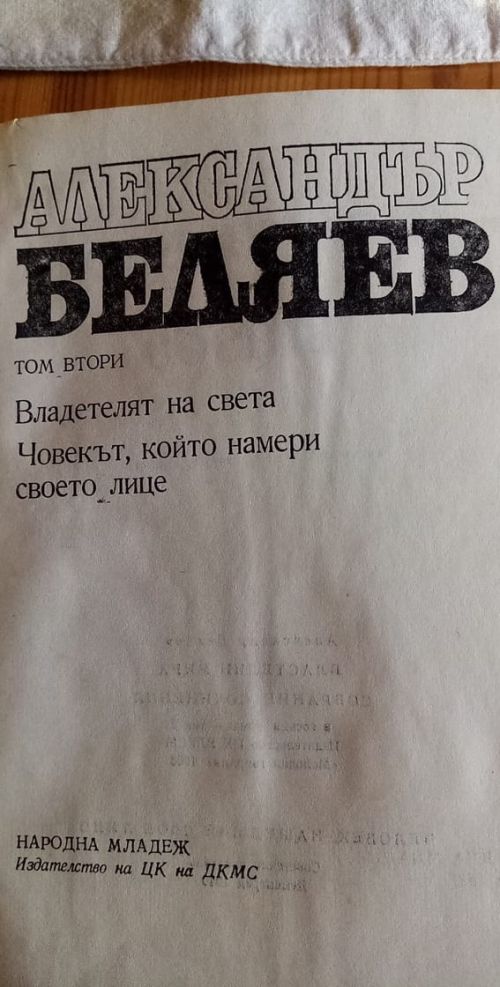 АЛЕКСАНДЪР
БЕЛЯЕВ
ТОМ ВТОРИ
Владетелят на света
Човекът, който намери
своето лице
НАРОДНА МЛАДЕЖ
Издателство на ЦК на ДКМС